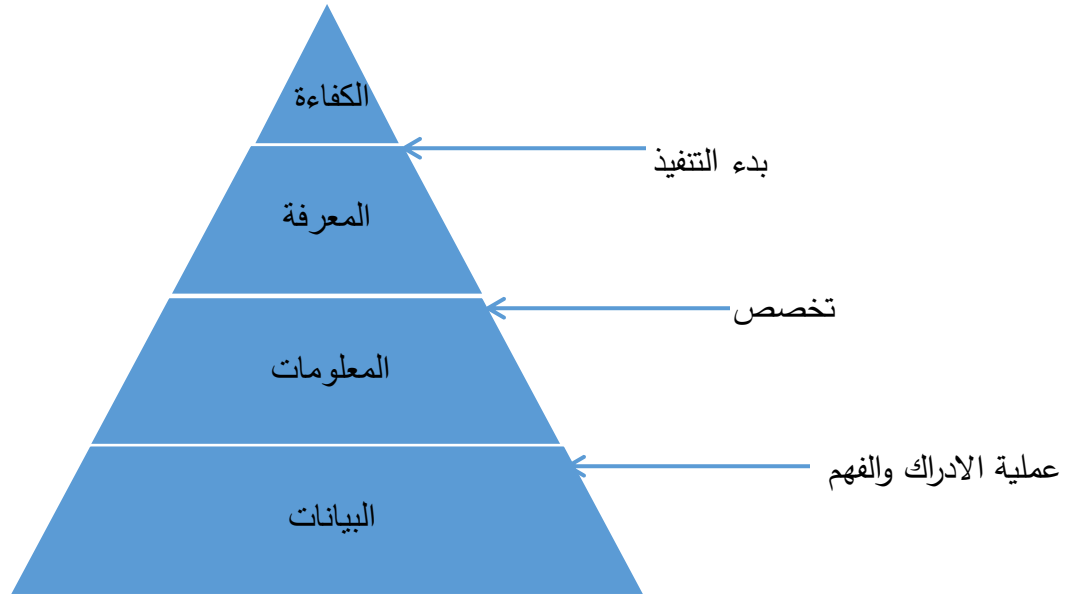 الكفاءة
بدء التنفيذ
المعرفة
تخصص
المعلومات
عملية الادراك والفهم
البيانات